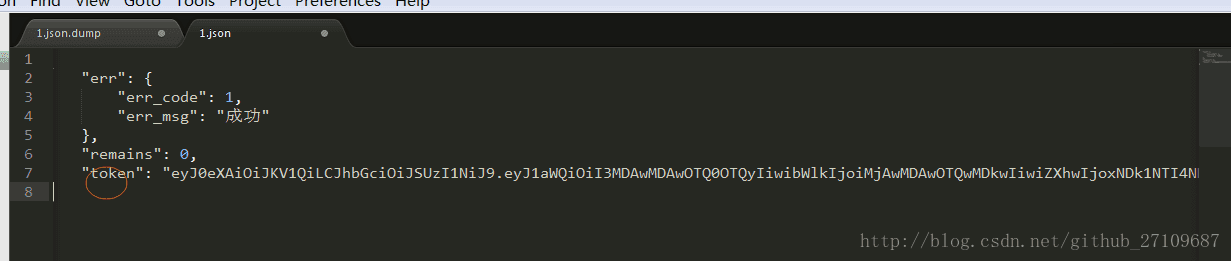 on Find View Goto Tools Project Preferences Help
1.json.dump 1.json
1
2 "err": {
3 "err_code": 1,
4 "err_msg": "成功"
5 },
6 "remains": 0,
7 "token": "eyJ0eXAiOiJKV1QiLCJhbGciOiJSUzI1NiJ9.eyJ1aWQiOiI3MDAwMDAwOTQ0OTQyIiwibWlkIjoiMjAwMDAwOTQwMDkwIiwiZXhwIjoxNDk1NTI4N
8
http://blog.csdn.net/github_27109687